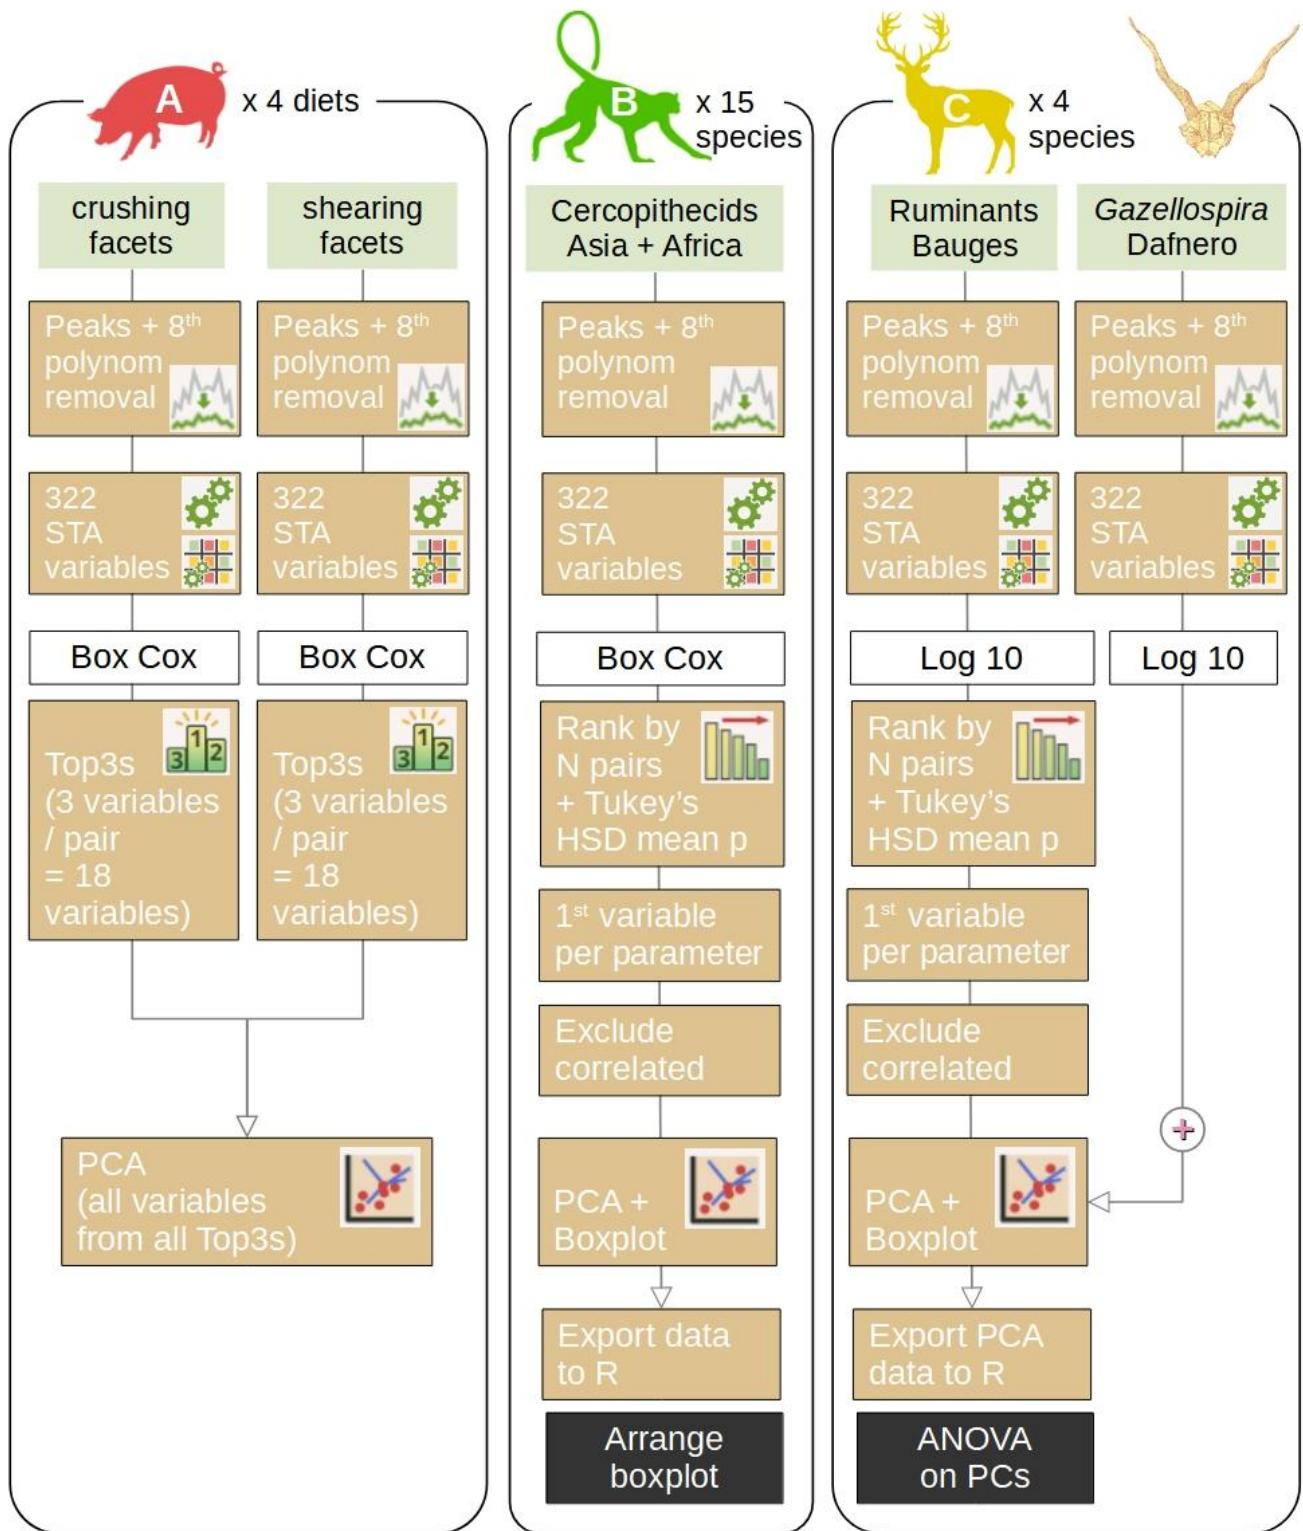 A
x 4 diets
crushing
facets
shearing
facets
Peaks + 8th
polynom
removal
Peaks + 8th
polynom
removal
322
STA
variables
322
STA
variables
Box Cox
Box Cox
3 1 2
Top3s
(3 variables
/ pair
= 18
variables)
3 1 2
Top3s
(3 variables
/ pair
= 18
variables)
PCA
(all variables
from all Top3s)
B
x 15
species
Cercopithecids
Asia + Africa
Peaks + 8th
polynom
removal
322
STA
variables
Box Cox
Rank by
N pairs
+ Tukey’s
HSD mean p
1st variable
per parameter
Exclude
correlated
PCA +
Boxplot
Export data
to R
Arrange
boxplot
C
x 4
species
Ruminants
Bauges
Gazellospira
Dafnero
Peaks + 8th
polynom
removal
Peaks + 8th
polynom
removal
322
STA
variables
322
STA
variables
Log 10
Log 10
Rank by
N pairs
+ Tukey’s
HSD mean p
1st variable
per parameter
Exclude
correlated
+
PCA +
Boxplot
Export PCA
data to R
ANOVA
on PCs